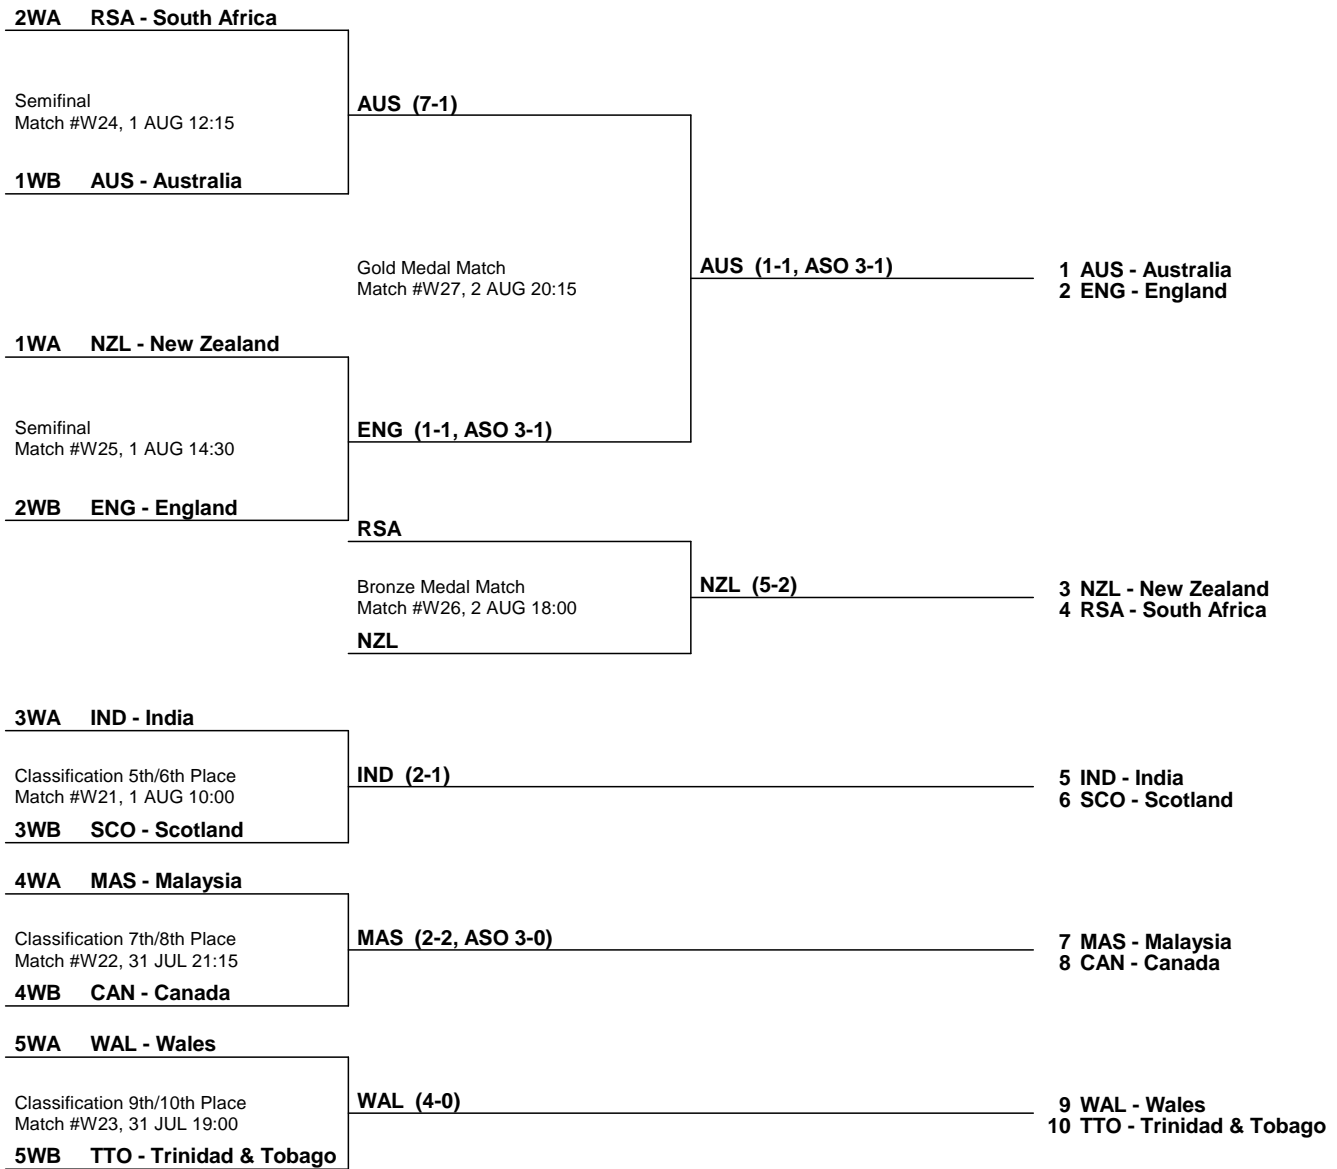 2WA RSA - South Africa
Semifinal
Match #W24, 1 AUG 12:15
AUS (7-1)
1WB AUS - Australia
Gold Medal Match
Match #W27, 2 AUG 20:15
AUS (1-1, ASO 3-1)
1 AUS - Australia
2 ENG - England
1WA NZL - New Zealand
Semifinal
Match #W25, 1 AUG 14:30
ENG (1-1, ASO 3-1)
2WB ENG - England
RSA
Bronze Medal Match
Match #W26, 2 AUG 18:00
NZL (5-2)
3 NZL - New Zealand
4 RSA - South Africa
NZL
3WA IND - India
Classification 5th/6th Place
Match #W21, 1 AUG 10:00
IND (2-1)
5 IND - India
6 SCO - Scotland
3WB SCO - Scotland
4WA MAS - Malaysia
Classification 7th/8th Place
Match #W22, 31 JUL 21:15
MAS (2-2, ASO 3-0)
7 MAS - Malaysia
8 CAN - Canada
4WB CAN - Canada
5WA WAL - Wales
Classification 9th/10th Place
Match #W23, 31 JUL 19:00
WAL (4-0)
9 WAL - Wales
10 TTO - Trinidad & Tobago
5WB TTO - Trinidad & Tobago